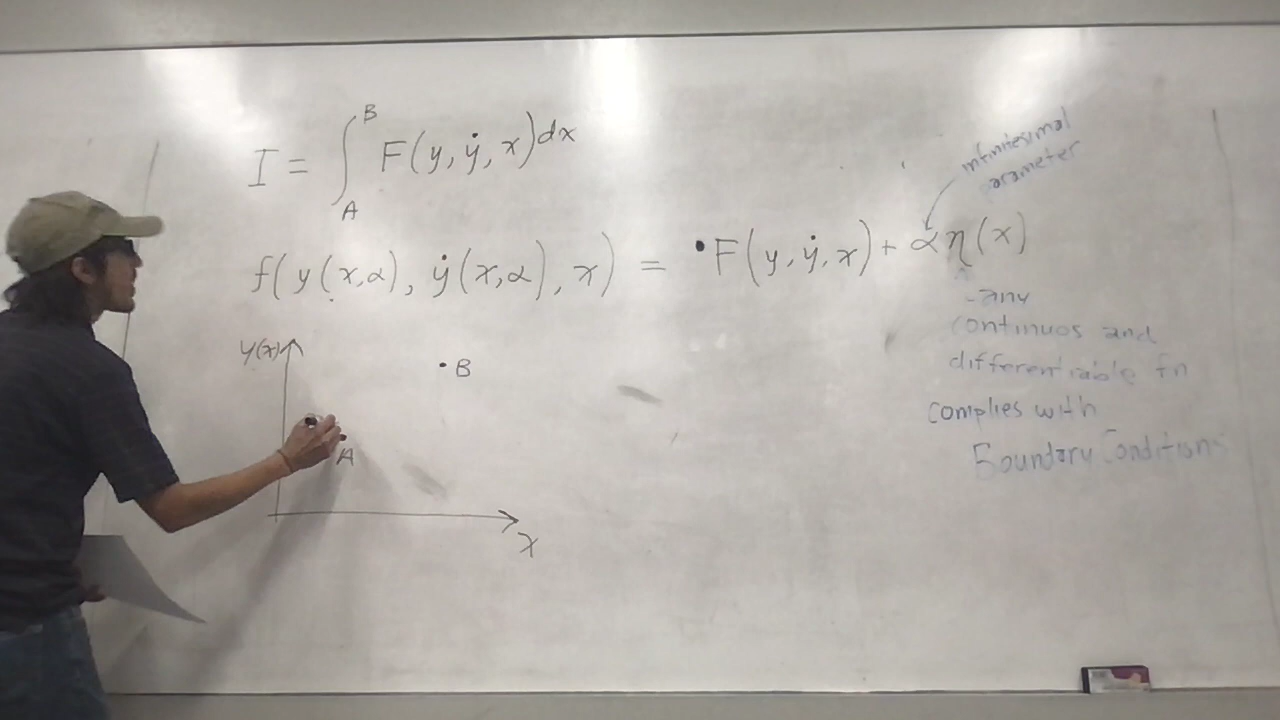 I = ∫_A^B F(y, ẏ, x) dx
infinitesimal
parameter
f(y(x,α), ẏ(x,α), x) = F(y, ẏ, x) + α η(x)
- any
continuos and
differentiable fn
complies with
Boundary Conditions
y(x)
B
A
x